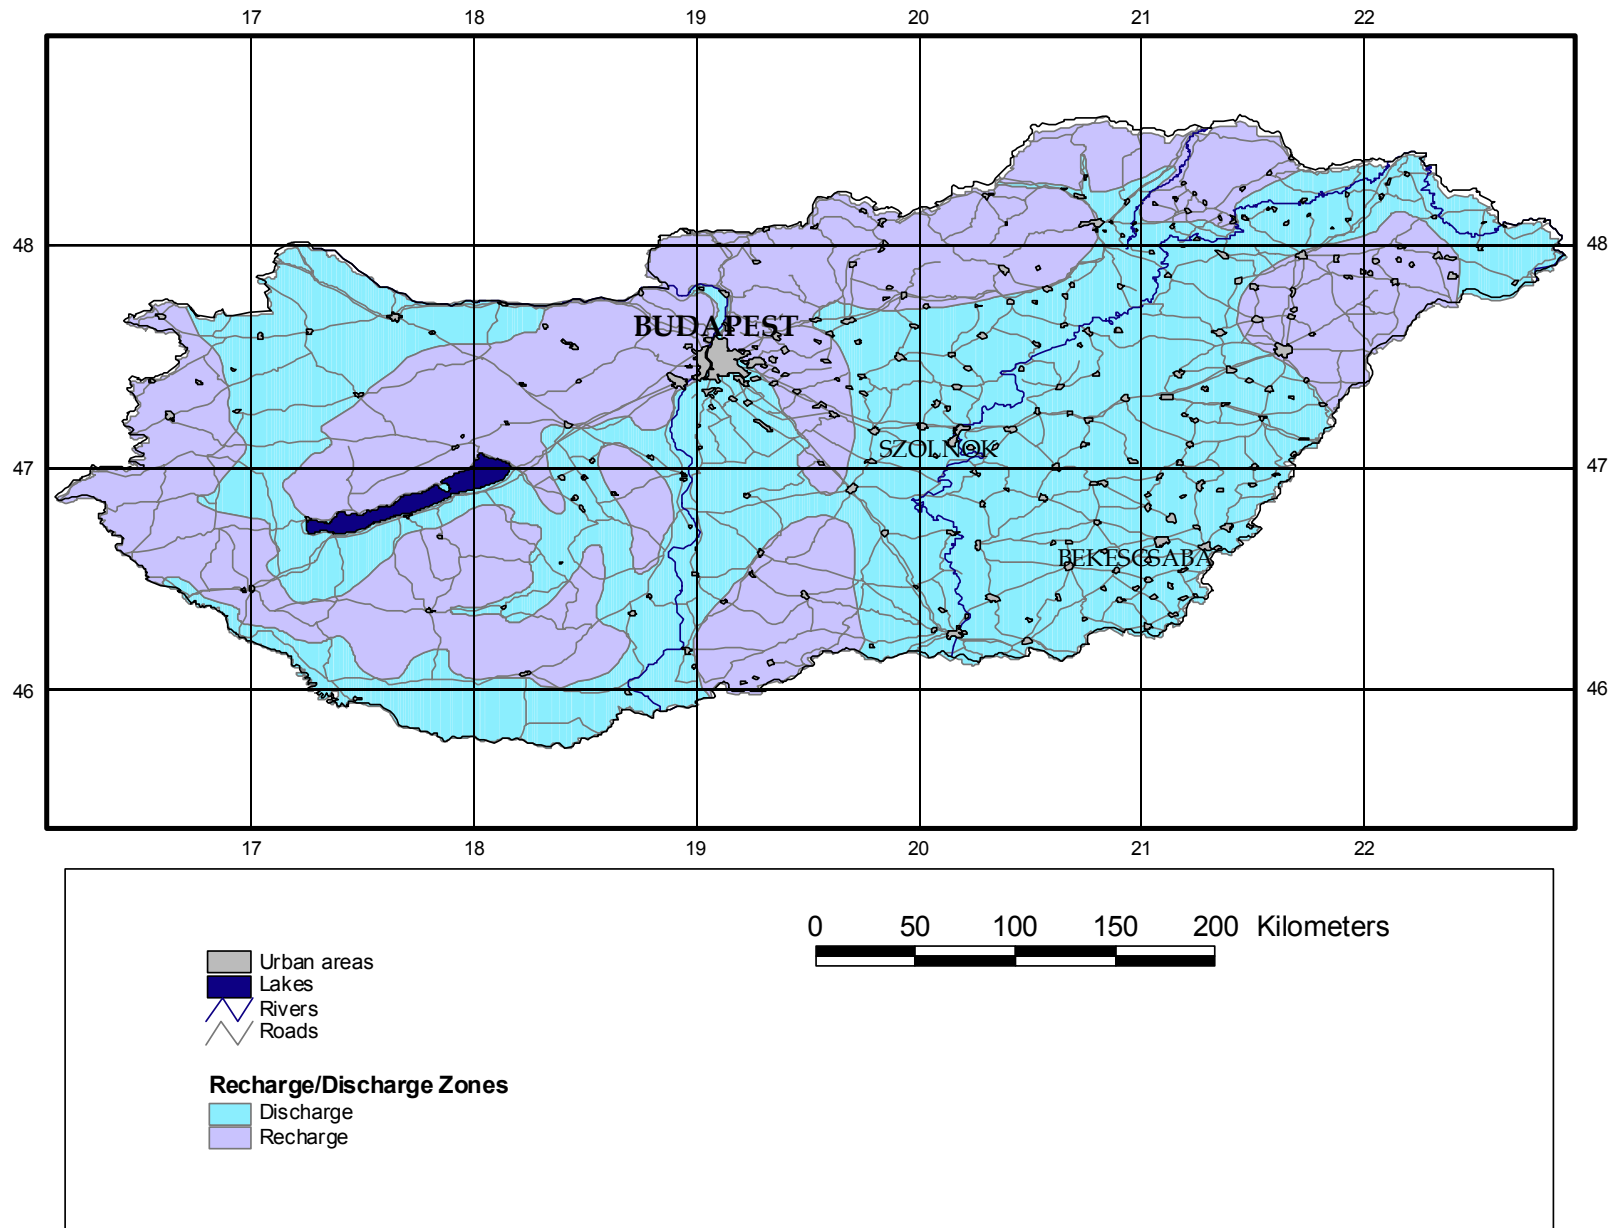 17 18 19 20 21 22
48 48
BUDAPEST
47 SZOLNOK 47
BEKESCSABA
46 46
17 18 19 20 21 22
0 50 100 150 200 Kilometers
Urban areas
Lakes
Rivers
Roads
Recharge/Discharge Zones
Discharge
Recharge